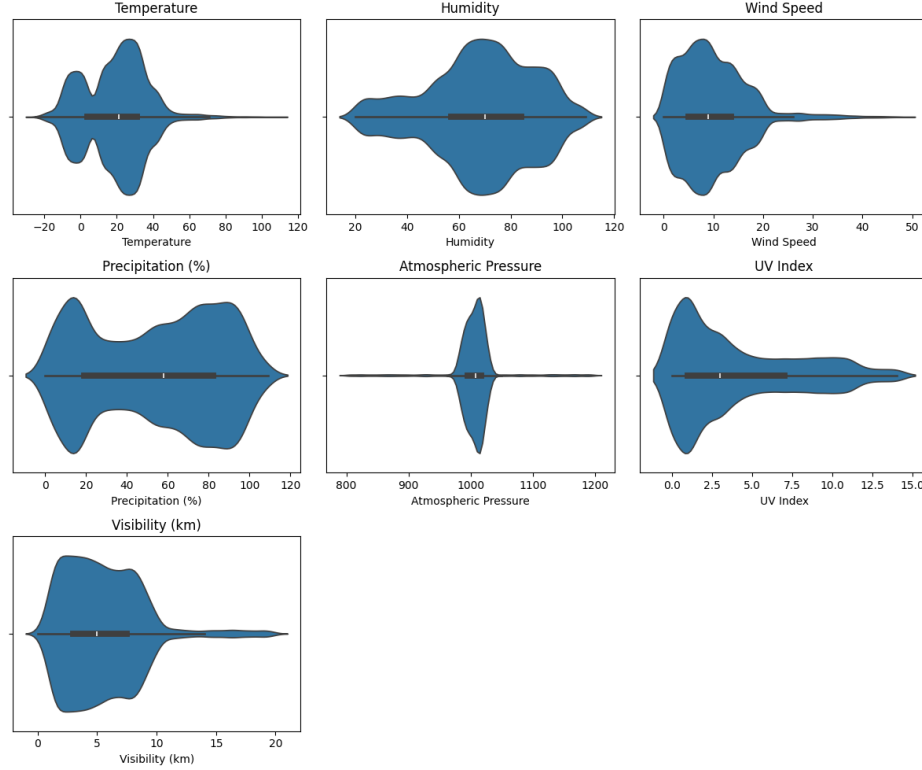 Temperature
Humidity
Wind Speed
−20 0 20 40 60 80 100 120
20 40 60 80 100 120
0 10 20 30 40 50
Temperature
Humidity
Wind Speed
Precipitation (%)
Atmospheric Pressure
UV Index
0 20 40 60 80 100 120
800 900 1000 1100 1200
0.0 2.5 5.0 7.5 10.0 12.5 15.0
Precipitation (%)
Atmospheric Pressure
UV Index
Visibility (km)
0 5 10 15 20
Visibility (km)